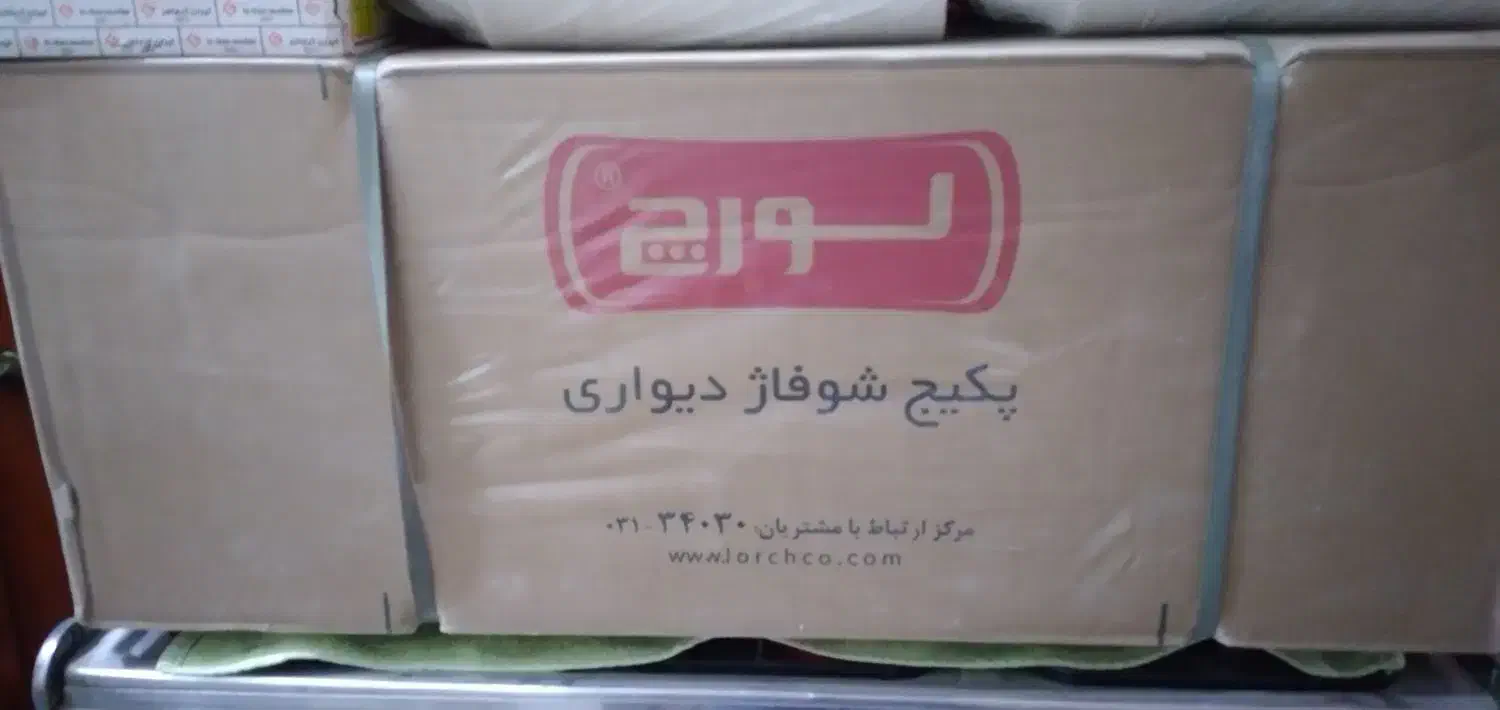 لورچ ®
پکیج شوفاژ دیواری
مرکز ارتباط با مشتریان: ۳۴۰۳۰ - ۰۳۱
www.lorchco.com